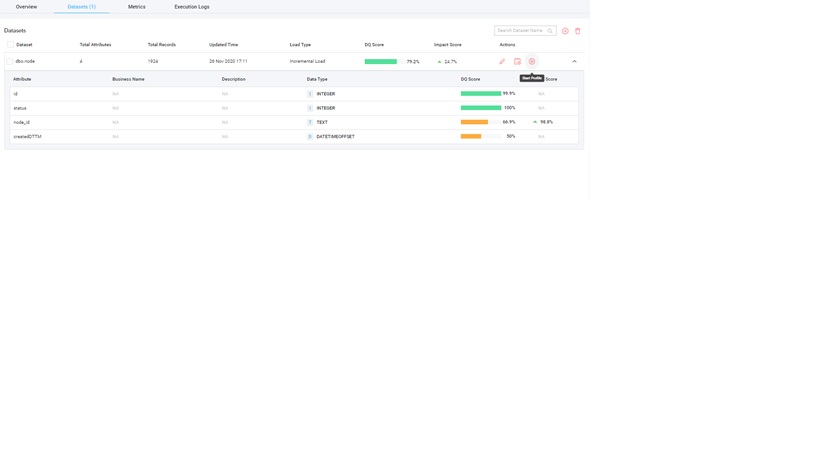 Overview Datasets (1) Metrics Execution Logs
Datasets Search Dataset Name
Dataset Total Attributes Total Records Updated Time Load Type DQ Score Impact Score Actions
dbo.node 4 1924 20 Nov 2020 17:11 Incremental Load 79.2% 24.7%
Start Profile
Attribute Business Name Description Data Type DQ Score Score
id NA NA INTEGER 99.9% NA
status NA NA INTEGER 100% NA
node_id NA NA T TEXT 66.9% 98.8%
createdDTTM NA NA D DATETIMEOFFSET 50% NA